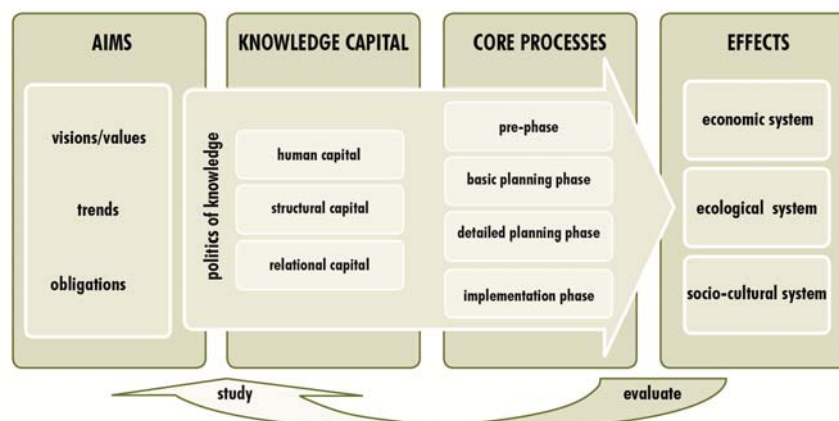 AIMS
visions/values
trends
obligations
KNOWLEDGE CAPITAL
politics of knowledge
human capital
structural capital
relational capital
CORE PROCESSES
pre-phase
basic planning phase
detailed planning phase
implementation phase
EFFECTS
economic system
ecological system
socio-cultural system
study
evaluate